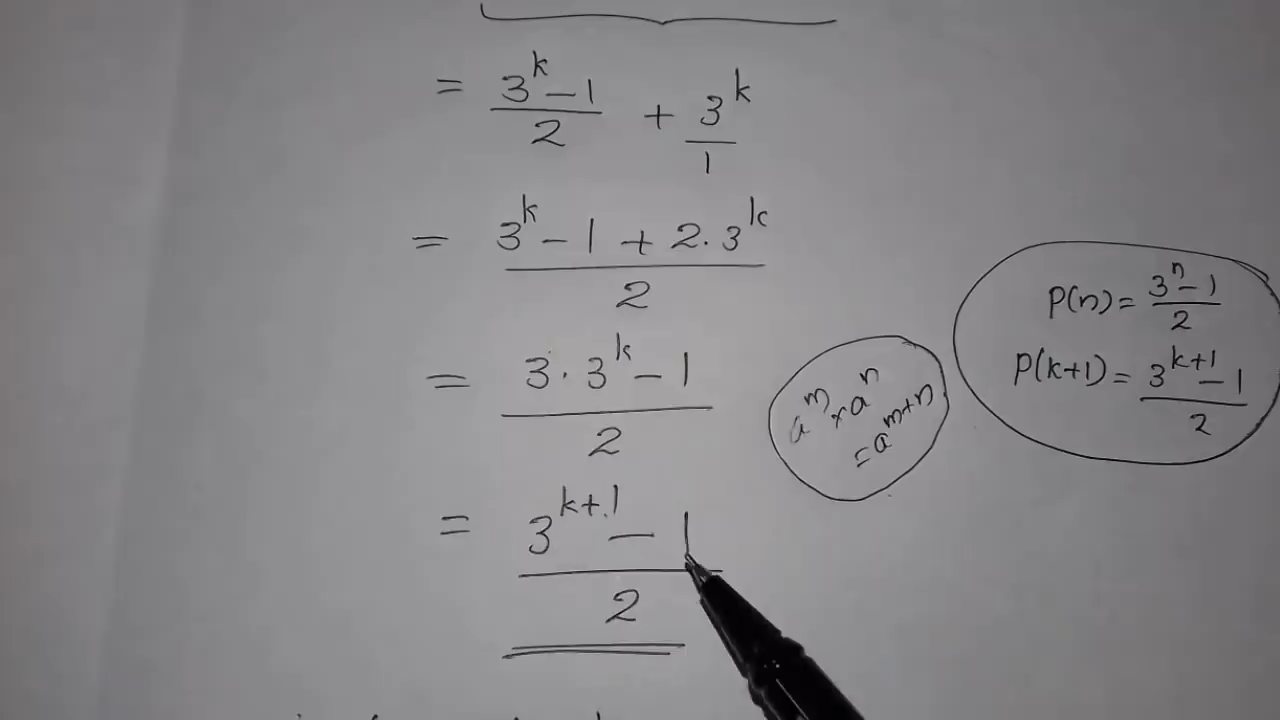 = (3^k - 1)/2 + 3^k/1
= (3^k - 1 + 2·3^k)/2
= (3·3^k - 1)/2
= (3^(k+1) - 1)/2
a^m × a^n
= a^(m+n)
P(n) = (3^n - 1)/2
P(k+1) = (3^(k+1) - 1)/2